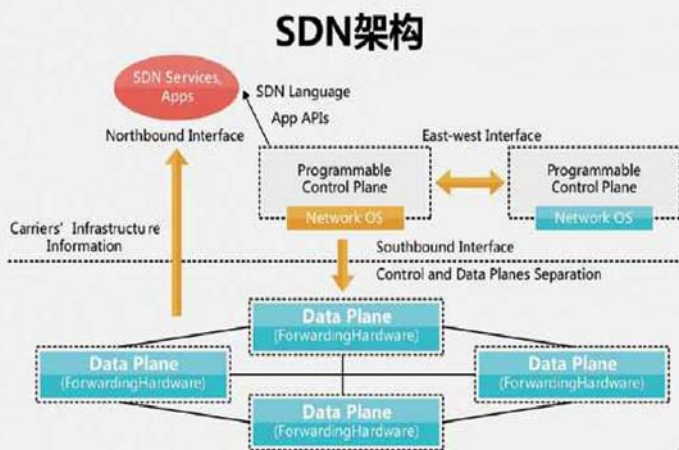 SDN架构
SDN Services,
Apps
SDN Language
App APIs
Northbound Interface
East-west Interface
Programmable
Control Plane
Network OS
Programmable
Control Plane
Network OS
Carriers' Infrastructure
Information
Southbound Interface
Control and Data Planes Separation
Data Plane
(ForwardingHardware)
Data Plane
(ForwardingHardware)
Data Plane
(ForwardingHardware)
Data Plane
(ForwardingHardware)